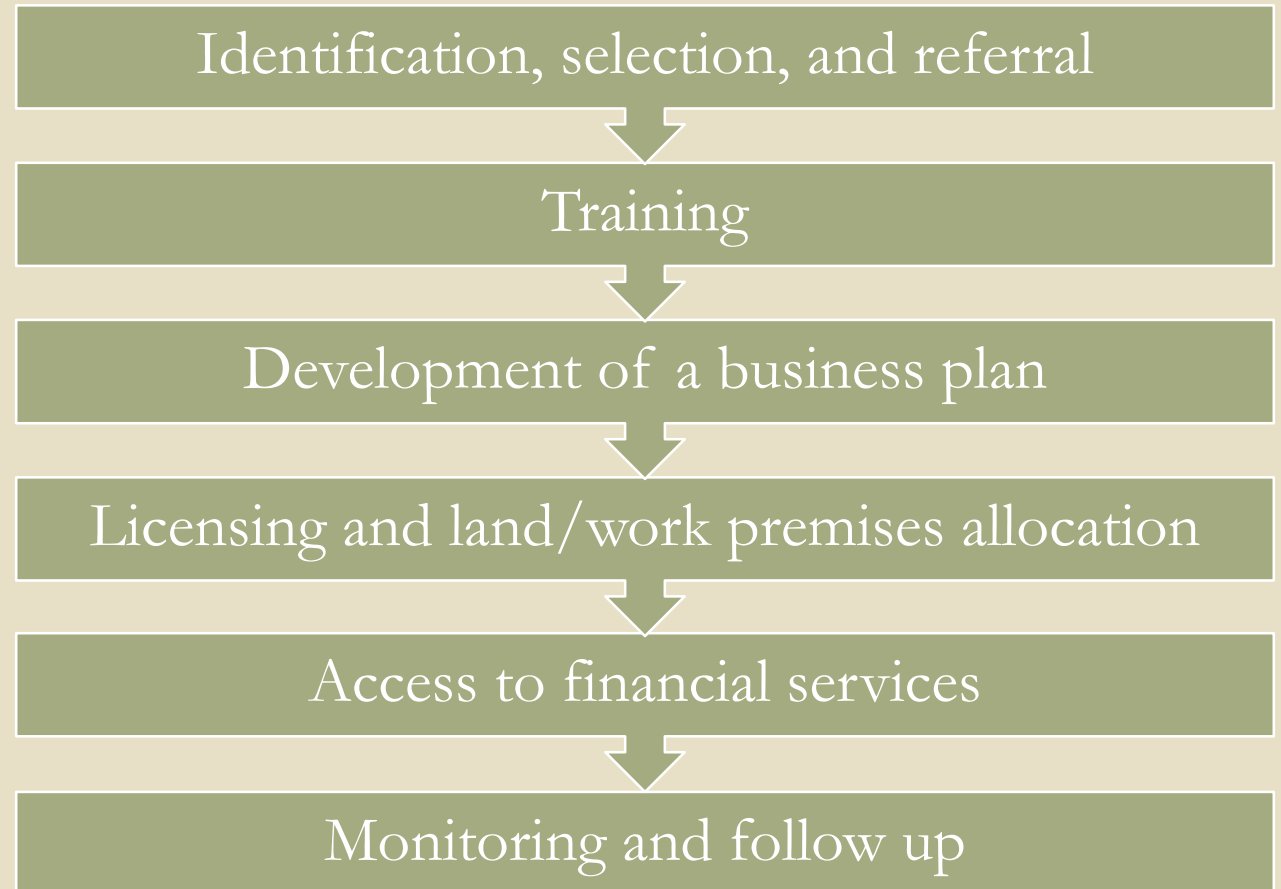 Identification, selection, and referral
Training
Development of a business plan
Licensing and land/work premises allocation
Access to financial services
Monitoring and follow up